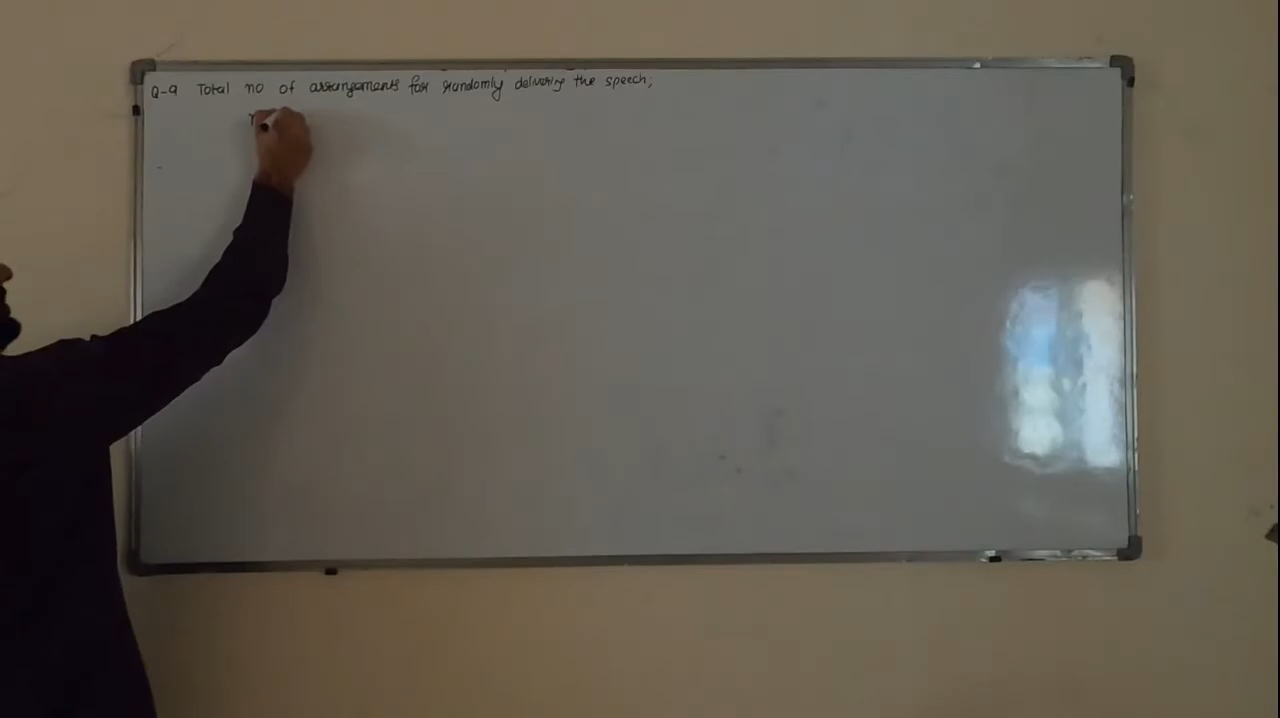 Q-9 Total no of arrangements for randomly delivering the speech;